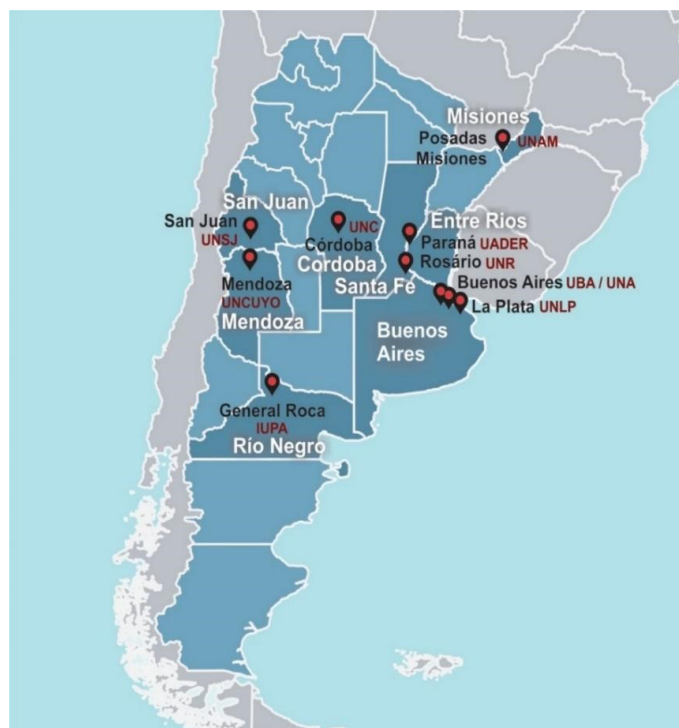 Misiones
Posadas UNAM
Misiones
San Juan
San Juan
UNSJ
UNC
Córdoba
Cordoba
Entre Rios
Paraná UADER
Rosário UNR
Santa Fé
Mendoza
UNCUYO
Mendoza
Buenos Aires UBA / UNA
La Plata UNLP
Buenos
Aires
General Roca
IUPA
Río Negro